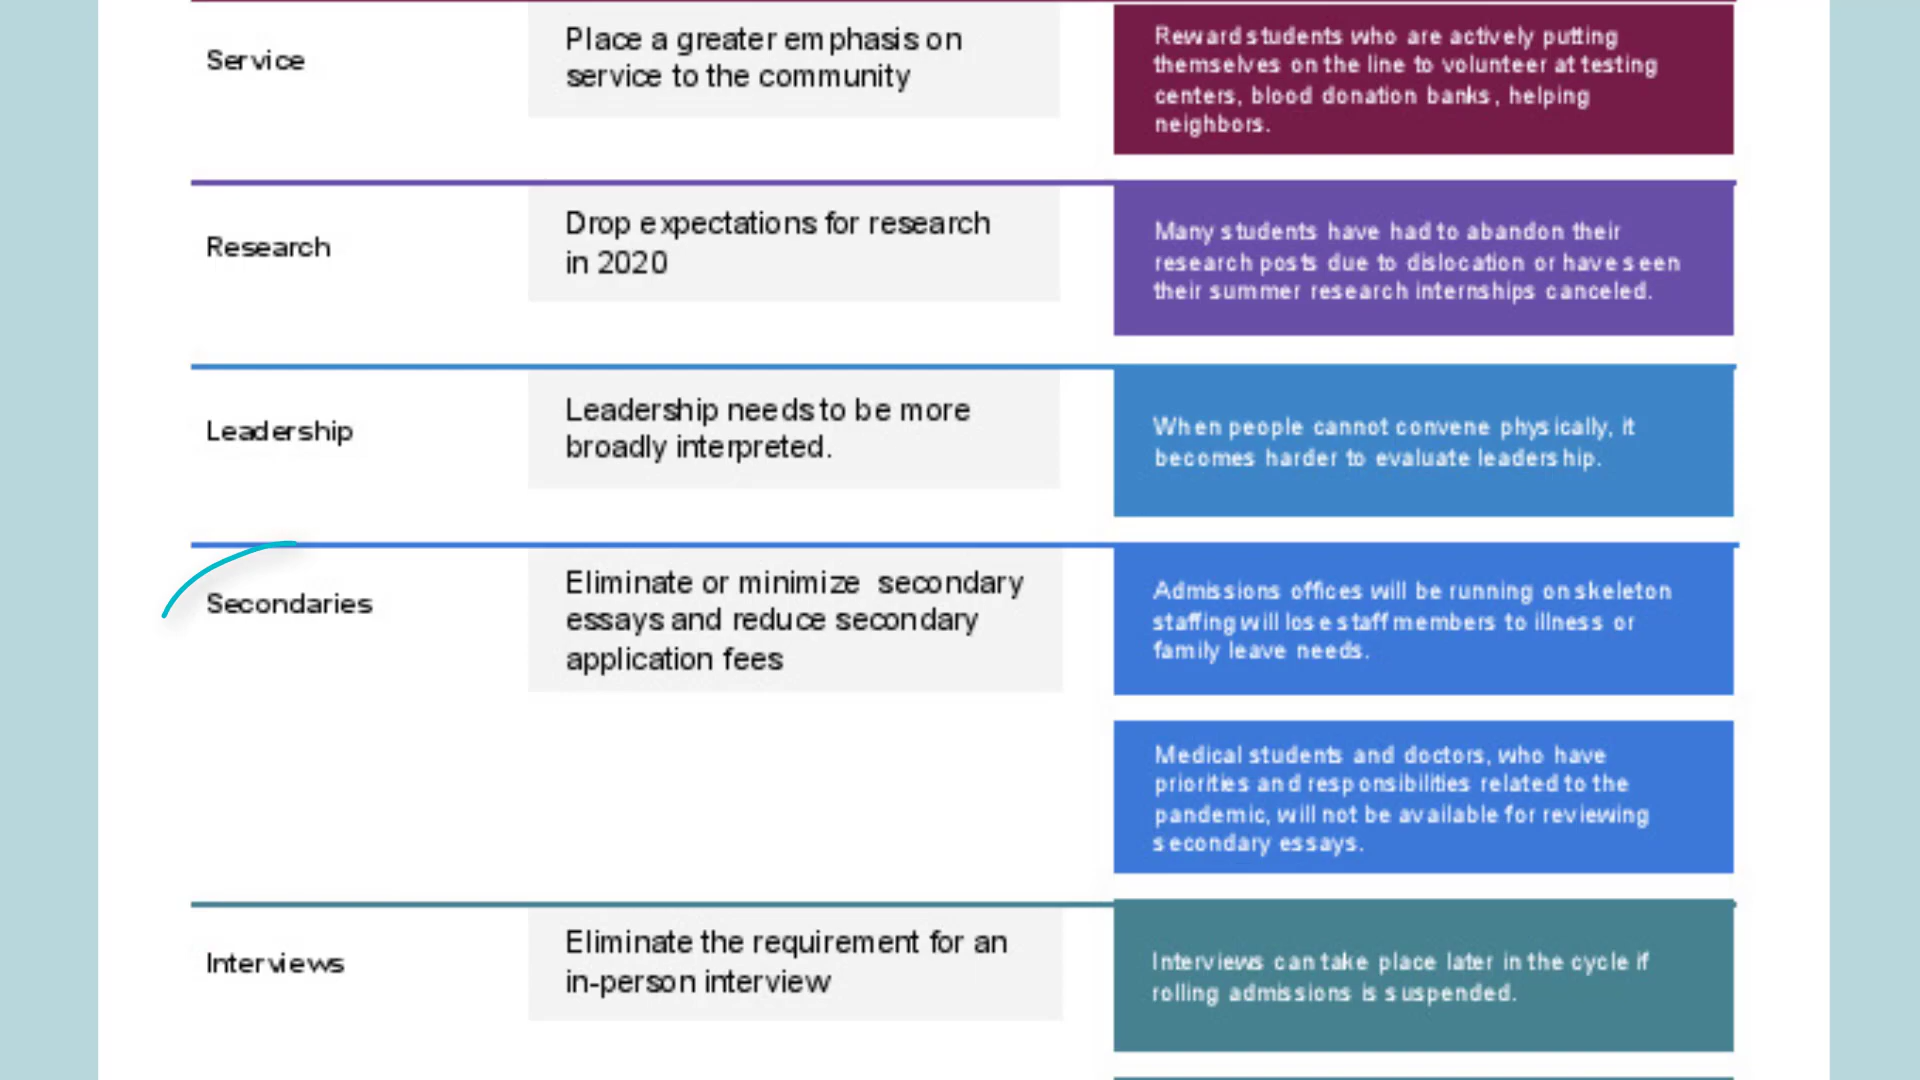 Service
Place a greater emphasis on
service to the community
Reward students who are actively putting
themselves on the line to volunteer at testing
centers, blood donation banks, helping
neighbors.
Research
Drop expectations for research
in 2020
Many students have had to abandon their
research posts due to dislocation or have seen
their summer research internships canceled.
Leadership
Leadership needs to be more
broadly interpreted.
When people cannot convene physically, it
becomes harder to evaluate leadership.
Secondaries
Eliminate or minimize secondary
essays and reduce secondary
application fees
Admissions offices will be running on skeleton
staffing will lose staff members to illness or
family leave needs.
Medical students and doctors, who have
priorities and responsibilities related to the
pandemic, will not be available for reviewing
secondary essays.
Interviews
Eliminate the requirement for an
in-person interview
Interviews can take place later in the cycle if
rolling admissions is suspended.